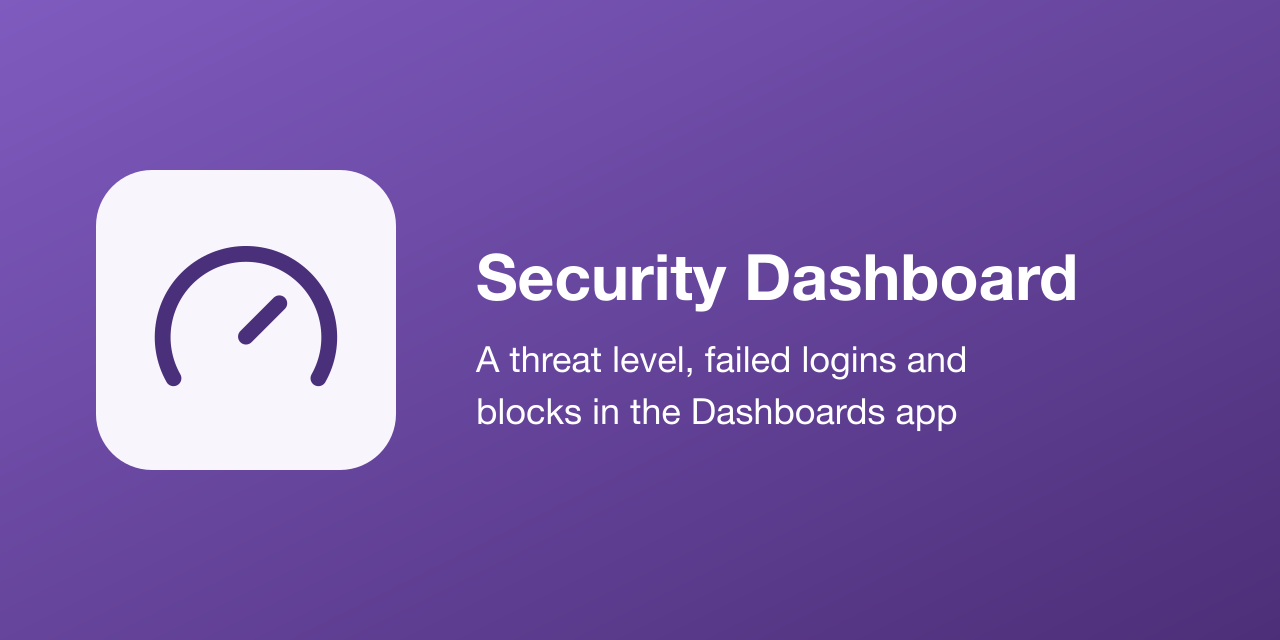 Security Dashboard
A threat level, failed logins and
blocks in the Dashboards app